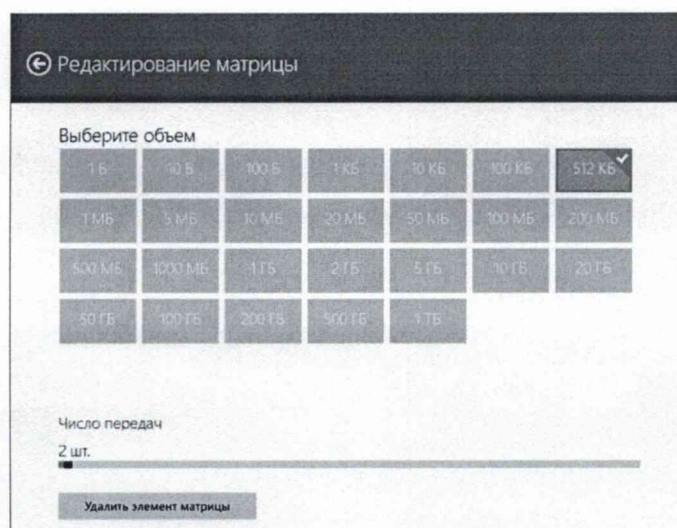 Редактирование матрицы
Выберите объем
1 Б 10 Б 100 Б 1 КБ 10 КБ 100 КБ 512 КБ
1 МБ 5 МБ 10 МБ 20 МБ 50 МБ 100 МБ 200 МБ
500 МБ 1000 МБ 1 ГБ 2 ГБ 5 ГБ 10 ГБ 20 ГБ
50 ГБ 100 ГБ 200 ГБ 500 ГБ 1 ТБ
Число передач
2 шт.
Удалить элемент матрицы